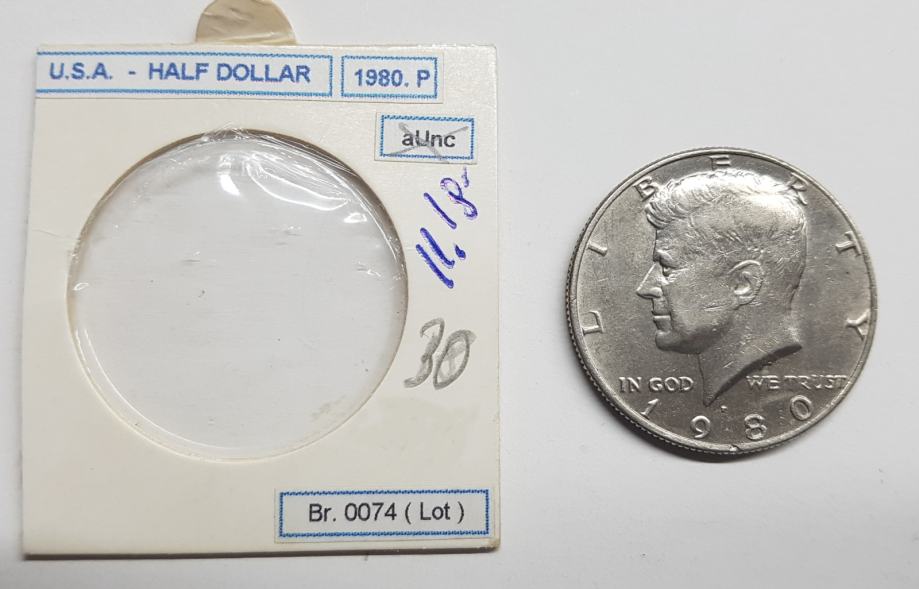 U.S.A. - HALF DOLLAR
1980. P
aUnc
11.18.
30
Br. 0074 ( Lot )
LIBERTY
IN GOD WE TRUST
1980